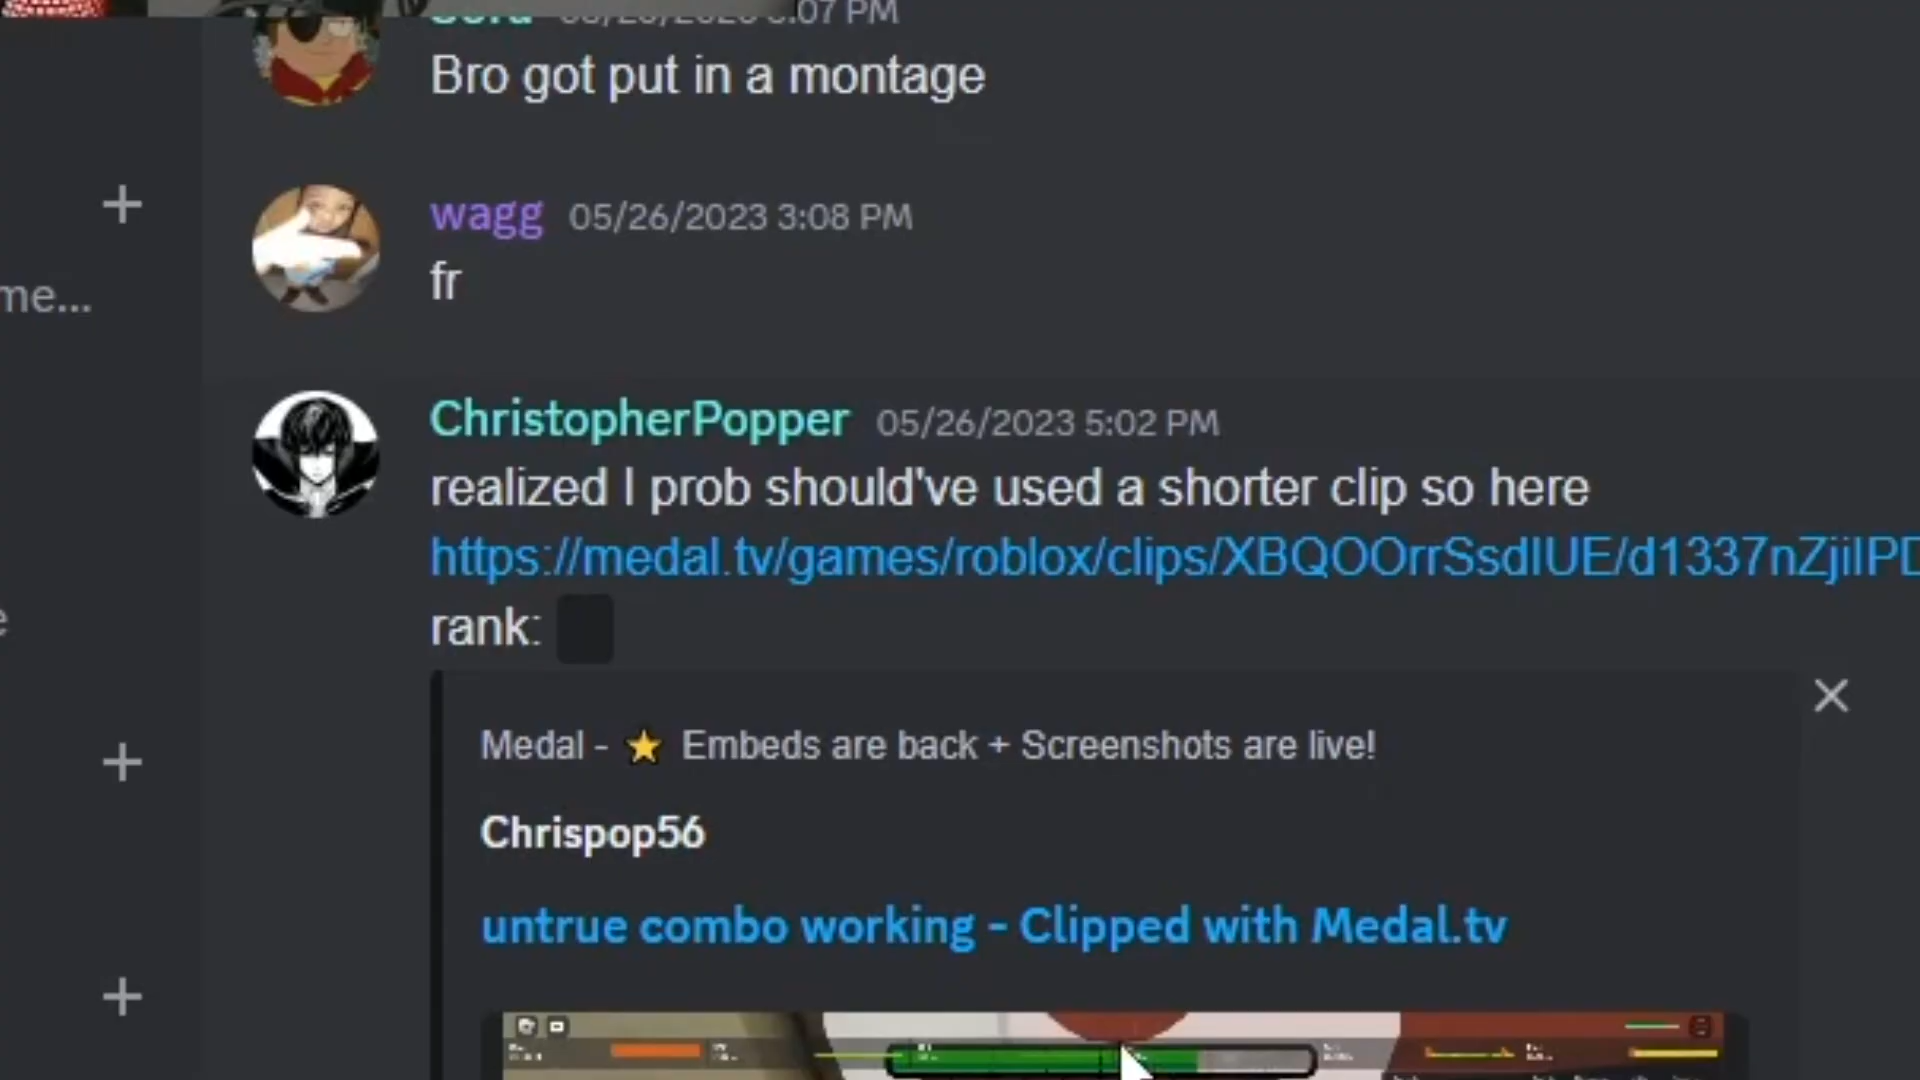 Bro got put in a montage
wagg 05/26/2023 3:08 PM
fr
me...
ChristopherPopper 05/26/2023 5:02 PM
realized I prob should've used a shorter clip so here
https://medal.tv/games/roblox/clips/XBQOOrrSsdIUE/d1337nZjiIPD
rank:
Medal - ⭐ Embeds are back + Screenshots are live!
Chrispop56
untrue combo working - Clipped with Medal.tv